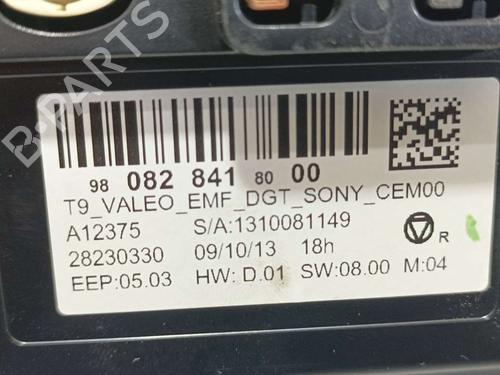 98 082 841 80 00
T9_VALEO_EMF_DGT_SONY_CEM00
A12375 S/A:1310081149
28230330 09/10/13 18h
R
EEP:05.03 HW: D.01 SW:08.00 M:04
B-PARTS